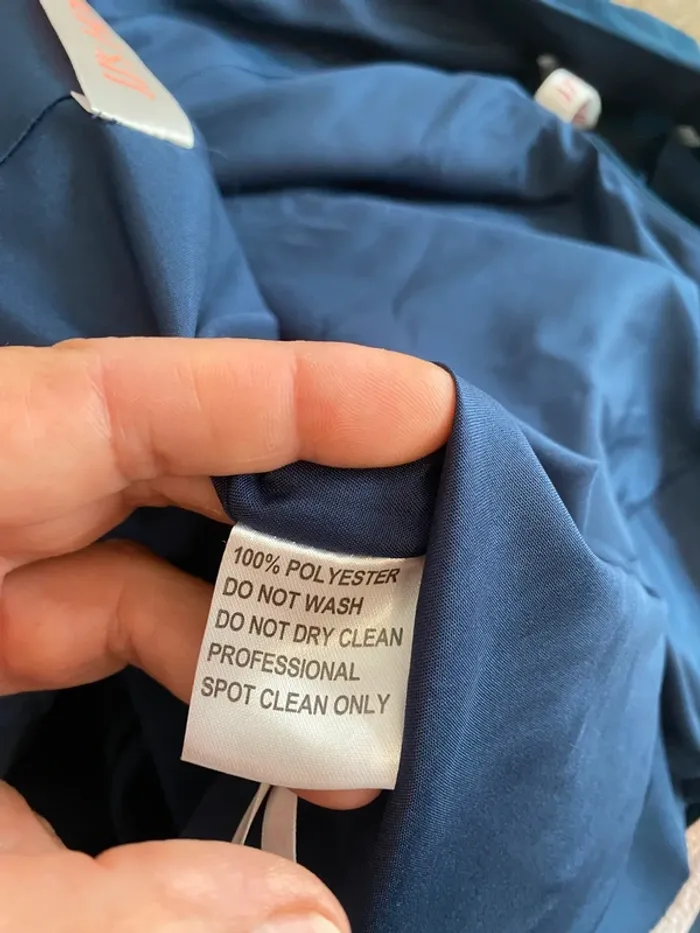 100% POLYESTER
DO NOT WASH
DO NOT DRY CLEAN
PROFESSIONAL
SPOT CLEAN ONLY